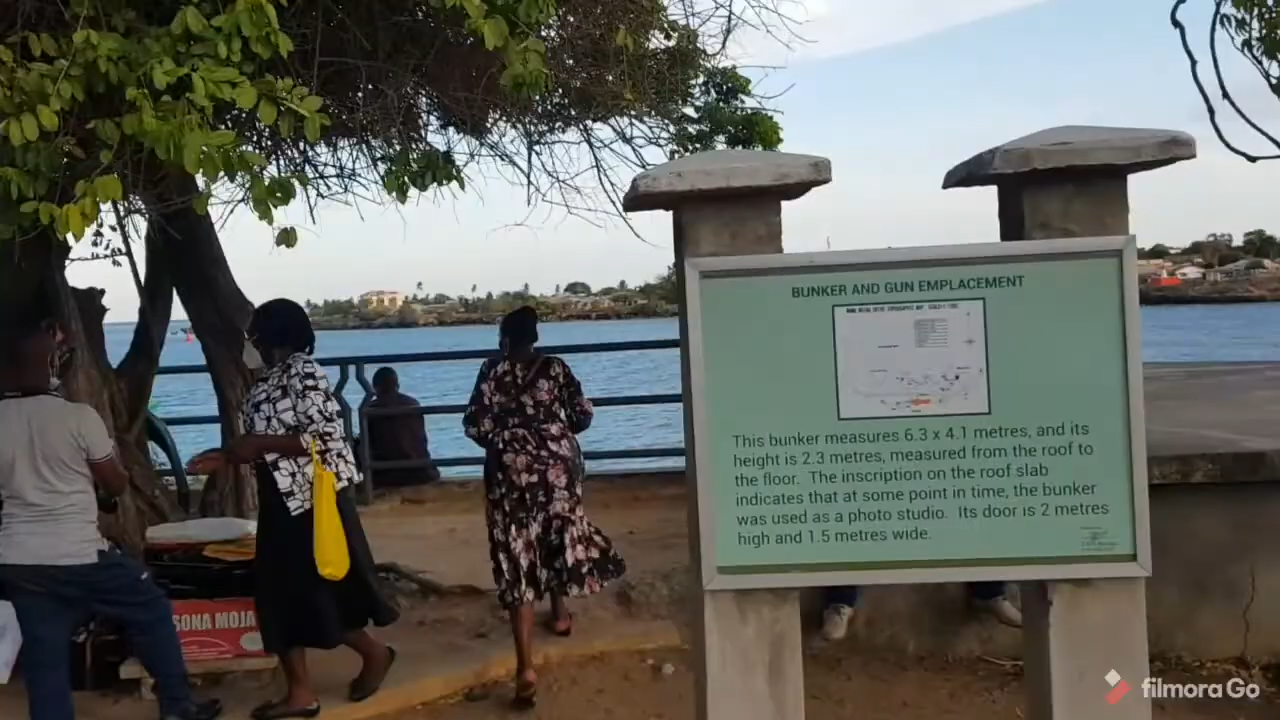 BUNKER AND GUN EMPLACEMENT
This bunker measures 6.3 x 4.1 metres, and its
height is 2.3 metres, measured from the roof to
the floor. The inscription on the roof slab
indicates that at some point in time, the bunker
was used as a photo studio. Its door is 2 metres
high and 1.5 metres wide.
SONA MOJA
filmora Go